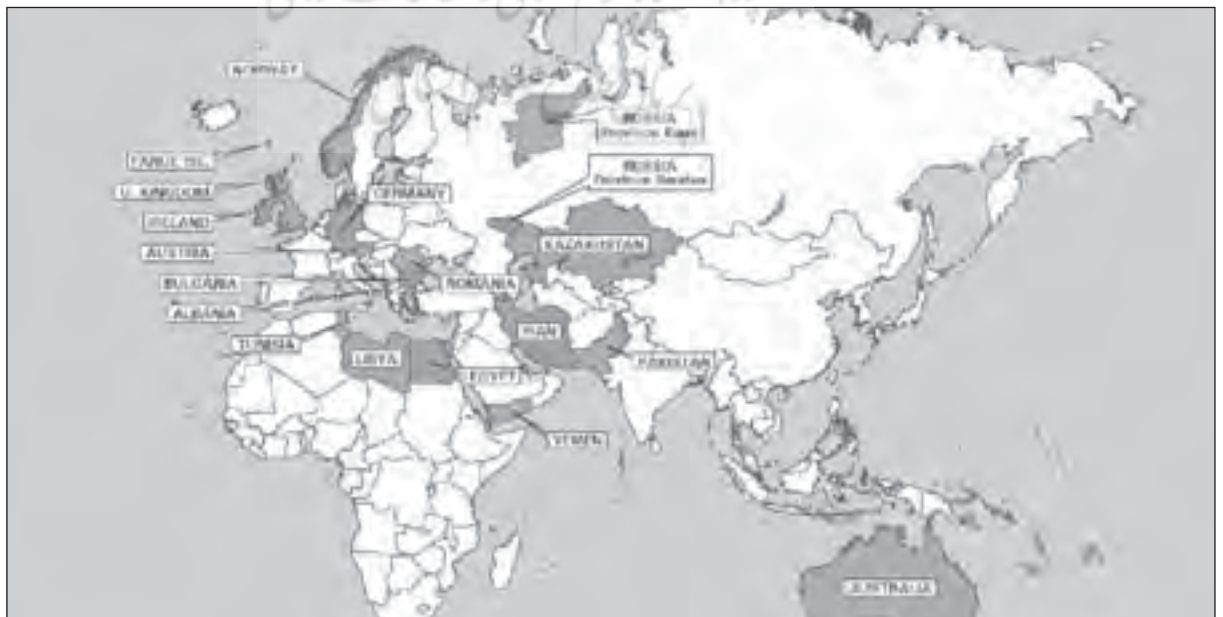 NORWAY
RUSSIA
RUSSIA
FAROE ISL.
U. KINGDOM
GERMANY
IRELAND
AUSTRIA
KAZAKHSTAN
BULGARIA
ROMANIA
ALBANIA
IRAN
TUNISIA
LIBYA
PAKISTAN
EGYPT
YEMEN
AUSTRALIA